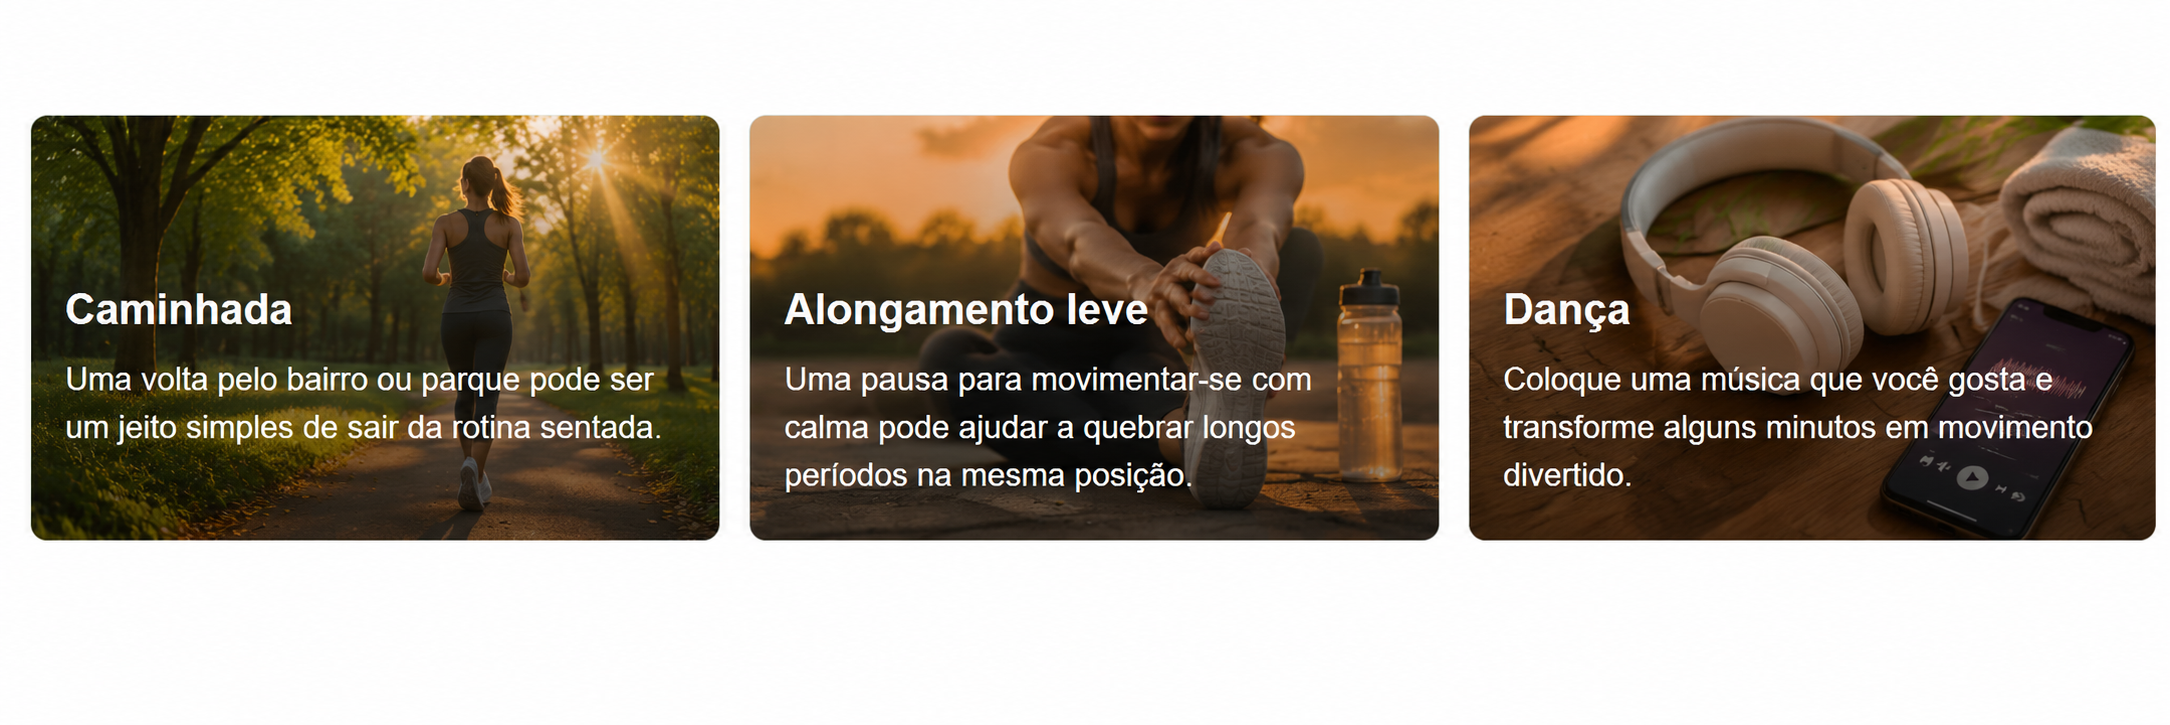 Caminhada
Uma volta pelo bairro ou parque pode ser
um jeito simples de sair da rotina sentada.
Alongamento leve
Uma pausa para movimentar-se com
calma pode ajudar a quebrar longos
períodos na mesma posição.
Dança
Coloque uma música que você gosta e
transforme alguns minutos em movimento
divertido.